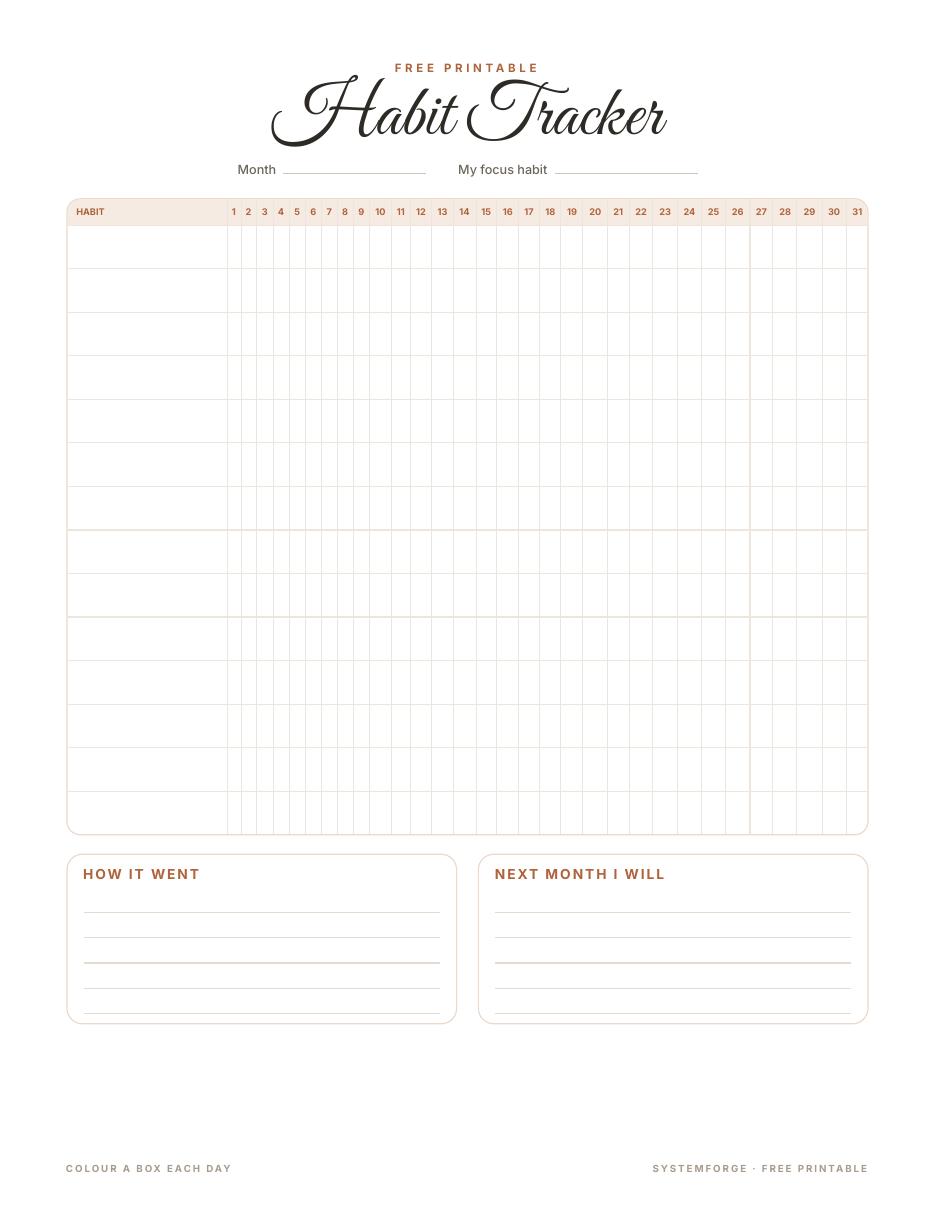 FREE PRINTABLE
Habit Tracker
Month
My focus habit
HABIT 1 2 3 4 5 6 7 8 9 10 11 12 13 14 15 16 17 18 19 20 21 22 23 24 25 26 27 28 29 30 31
HOW IT WENT
NEXT MONTH I WILL
COLOUR A BOX EACH DAY
SYSTEMFORGE · FREE PRINTABLE